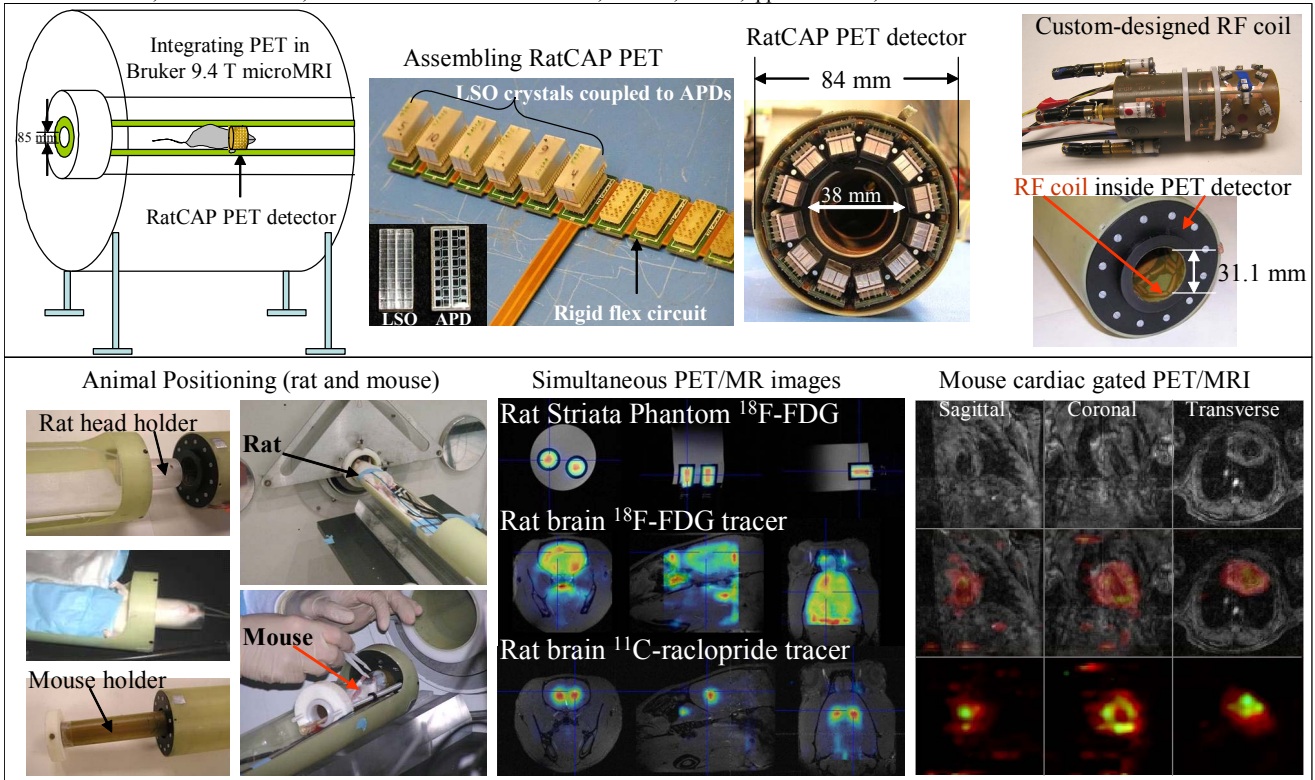 Integrating PET in
Bruker 9.4 T microMRI
85 mm
RatCAP PET detector
Assembling RatCAP PET
LSO crystals coupled to APDs
LSO
APD
Rigid flex circuit
RatCAP PET detector
84 mm
38 mm
Custom-designed RF coil
RF coil inside PET detector
31.1 mm
Animal Positioning (rat and mouse)
Rat head holder
Rat
Mouse
Mouse holder
Simultaneous PET/MR images
Rat Striata Phantom ¹⁸F-FDG
Rat brain ¹⁸F-FDG tracer
Rat brain ¹¹C-raclopride tracer
Mouse cardiac gated PET/MRI
Sagittal
Coronal
Transverse